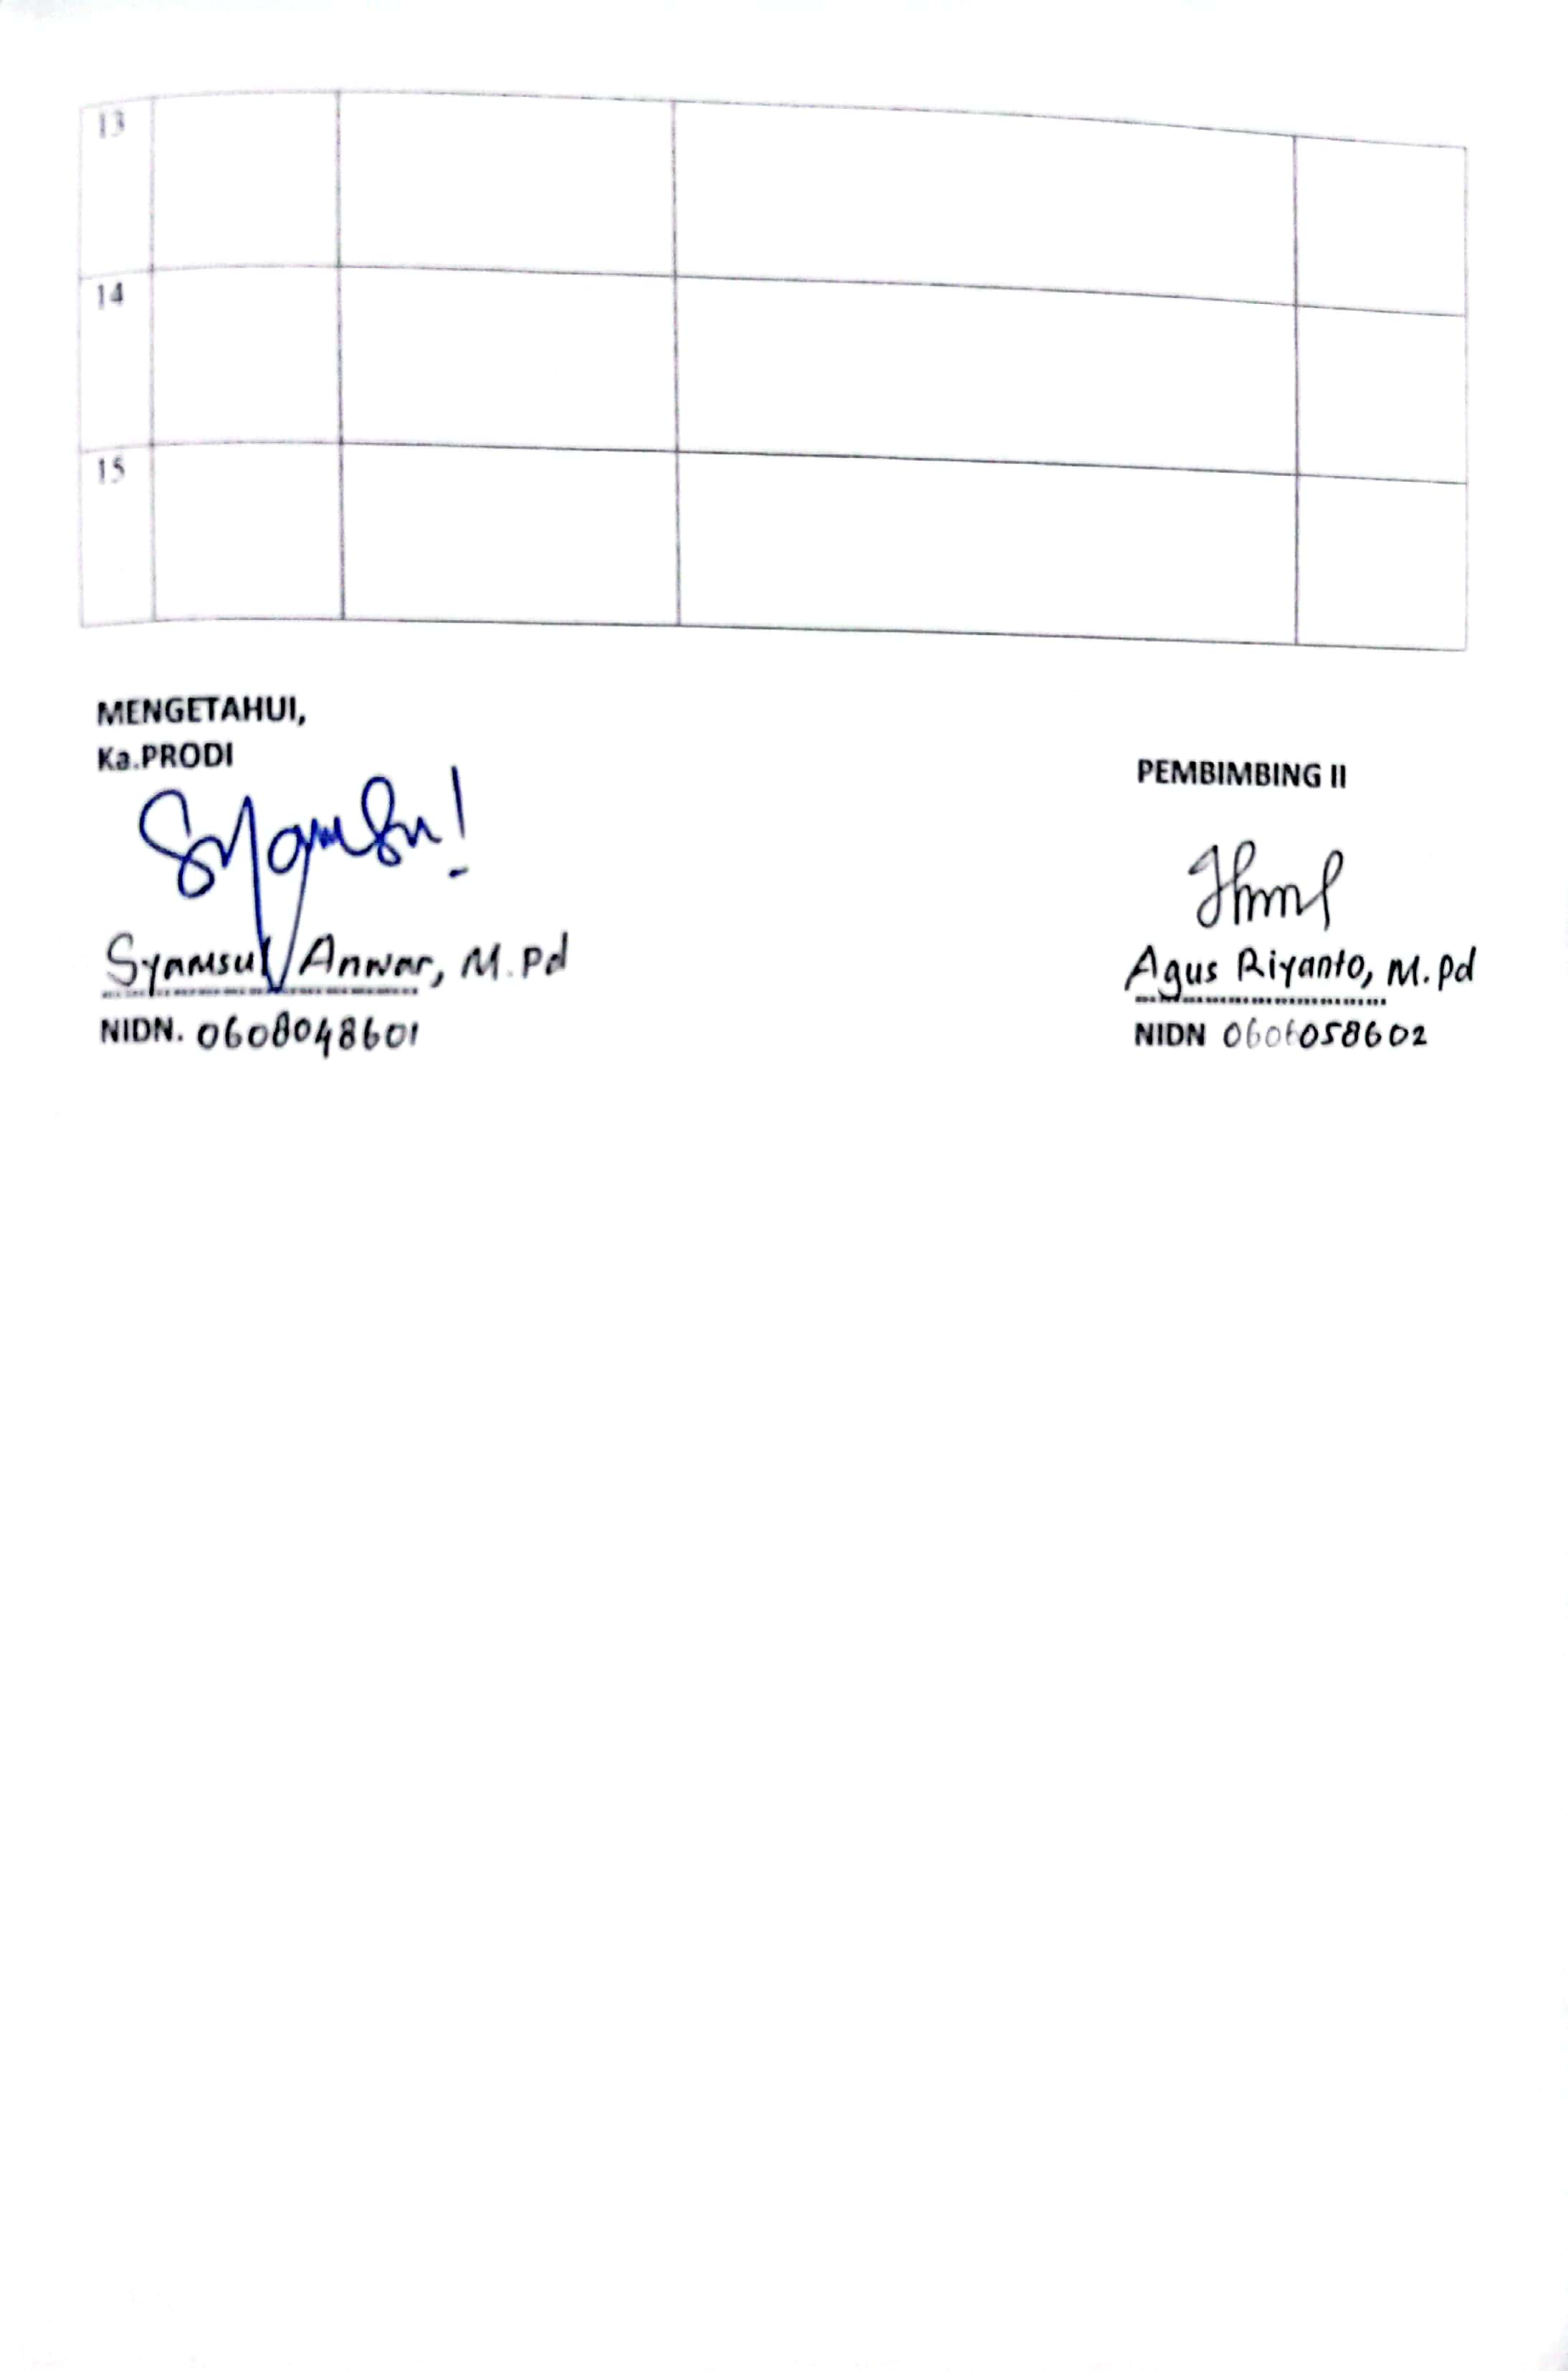 13
14
15
MENGETAHUI,
Ka.PRODI
PEMBIMBING II
Syamsul Anwar, M.Pd
Agus Riyanto, M.Pd
NIDN. 0608048601
NIDN 0606058602